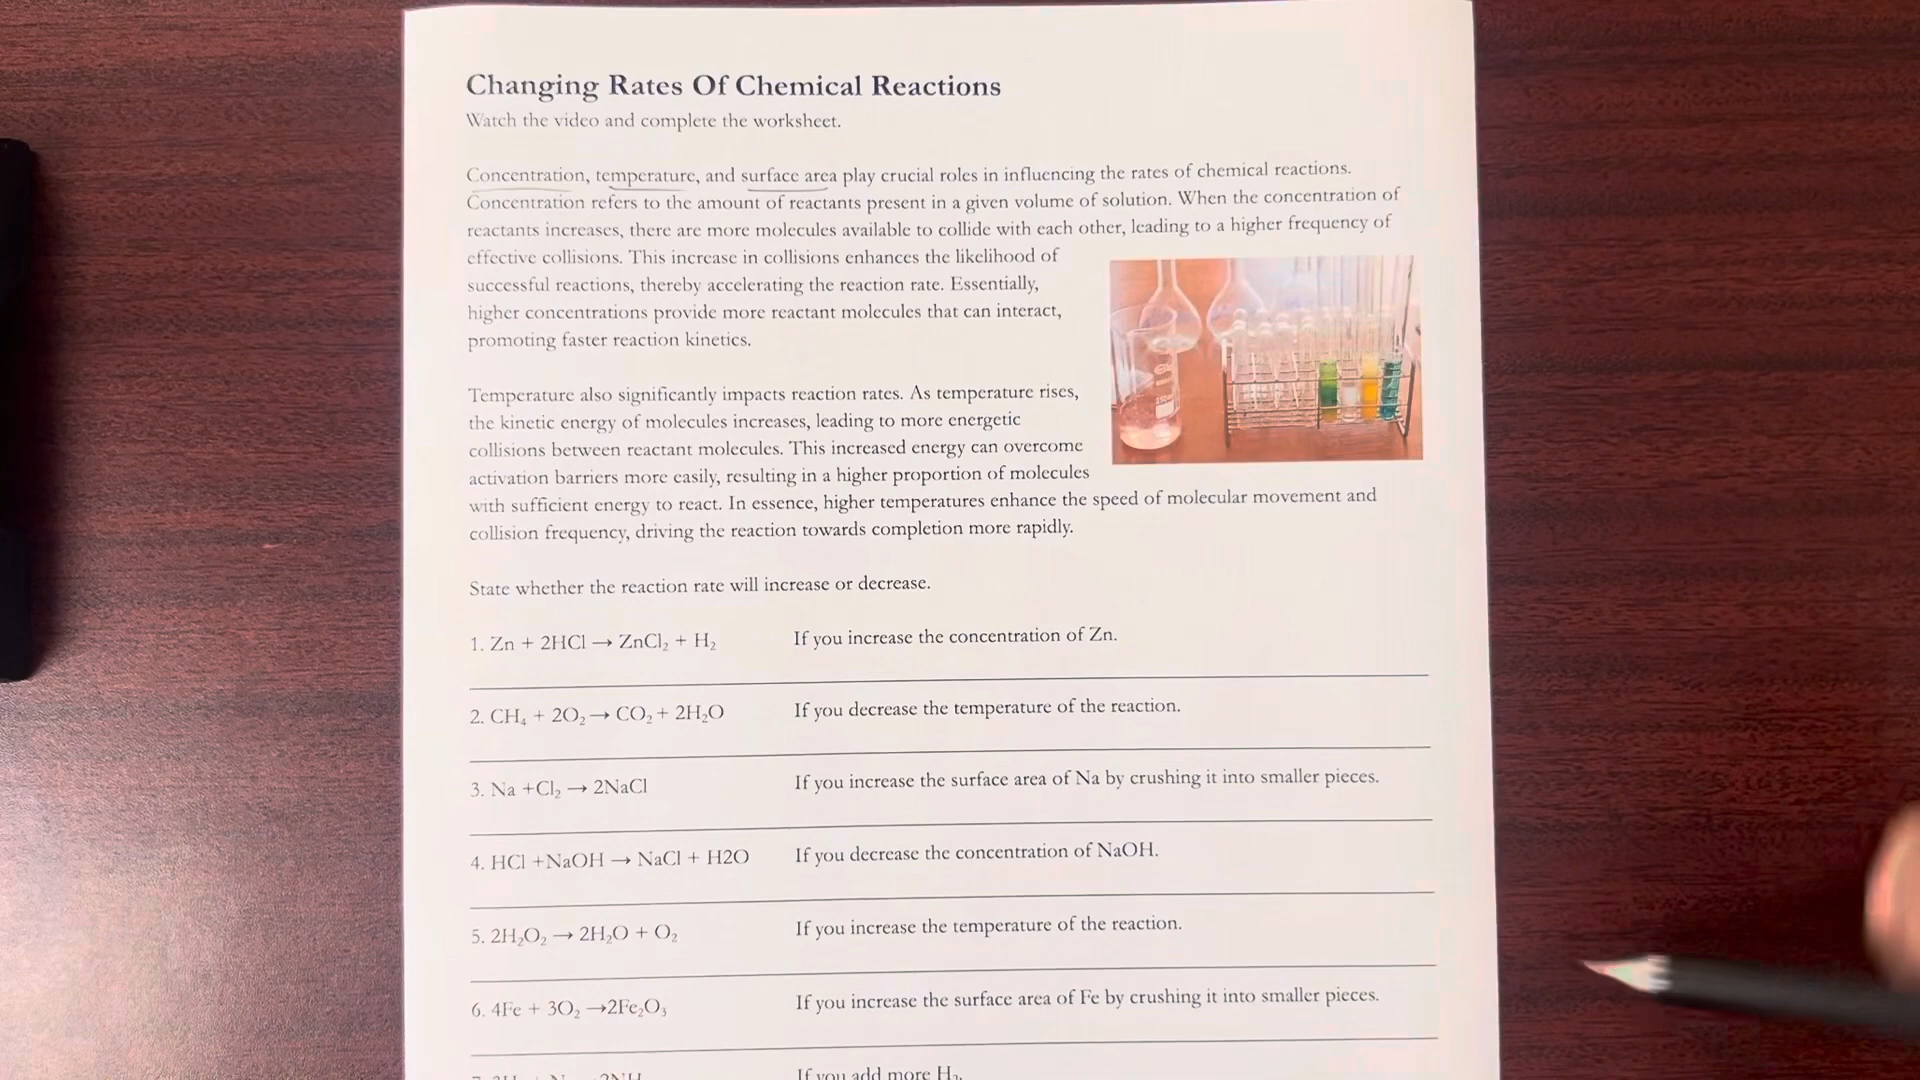 Changing Rates Of Chemical Reactions
Watch the video and complete the worksheet.
Concentration, temperature, and surface area play crucial roles in influencing the rates of chemical reactions.
Concentration refers to the amount of reactants present in a given volume of solution. When the concentration of
reactants increases, there are more molecules available to collide with each other, leading to a higher frequency of
effective collisions. This increase in collisions enhances the likelihood of
successful reactions, thereby accelerating the reaction rate. Essentially,
higher concentrations provide more reactant molecules that can interact,
promoting faster reaction kinetics.
Temperature also significantly impacts reaction rates. As temperature rises,
the kinetic energy of molecules increases, leading to more energetic
collisions between reactant molecules. This increased energy can overcome
activation barriers more easily, resulting in a higher proportion of molecules
with sufficient energy to react. In essence, higher temperatures enhance the speed of molecular movement and
collision frequency, driving the reaction towards completion more rapidly.
State whether the reaction rate will increase or decrease.
1. Zn + 2HCl → ZnCl₂ + H₂ If you increase the concentration of Zn.
2. CH₄ + 2O₂ → CO₂ + 2H₂O If you decrease the temperature of the reaction.
3. Na +Cl₂ → 2NaCl If you increase the surface area of Na by crushing it into smaller pieces.
4. HCl +NaOH → NaCl + H2O If you decrease the concentration of NaOH.
5. 2H₂O₂ → 2H₂O + O₂ If you increase the temperature of the reaction.
6. 4Fe + 3O₂ →2Fe₂O₃ If you increase the surface area of Fe by crushing it into smaller pieces.
If you add more H₂.